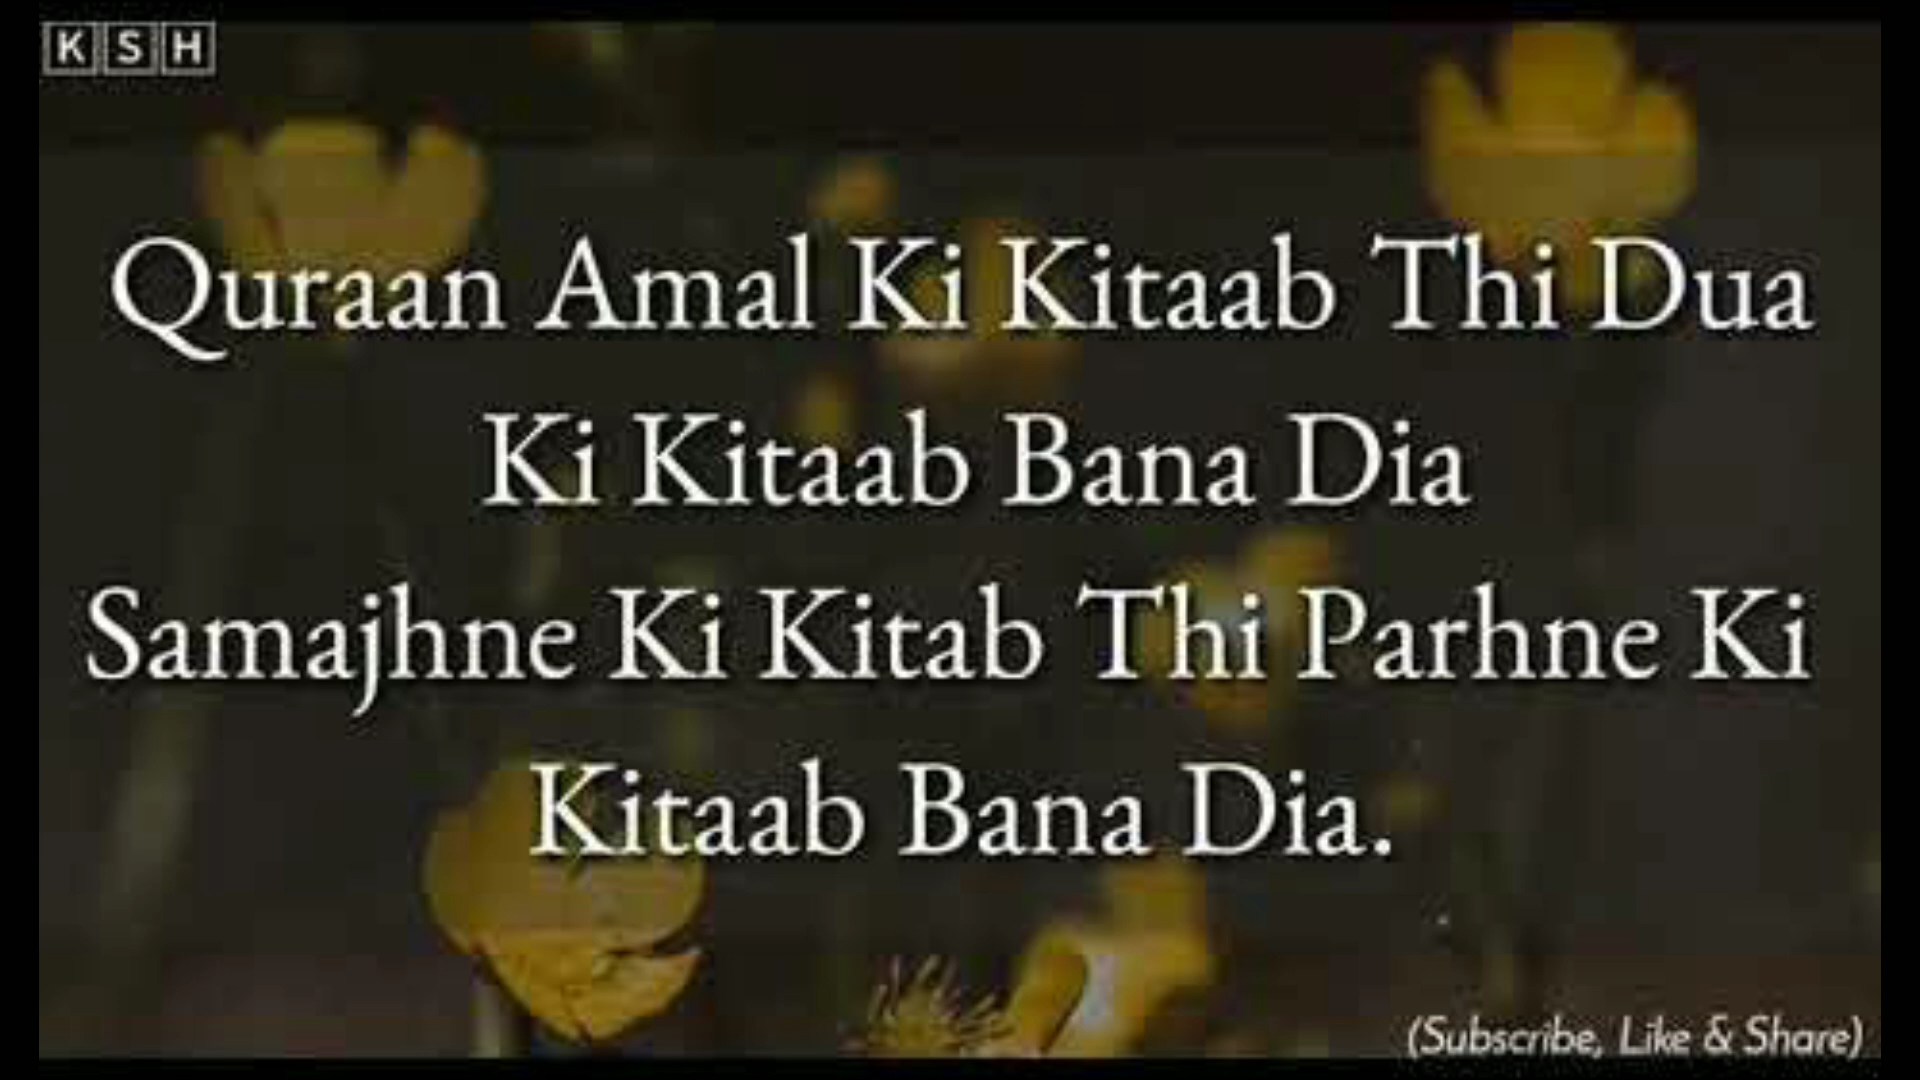 KSH
Quraan Amal Ki Kitaab Thi Dua
Ki Kitaab Bana Dia
Samajhne Ki Kitab Thi Parhne Ki
Kitaab Bana Dia.
(Subscribe, Like & Share)